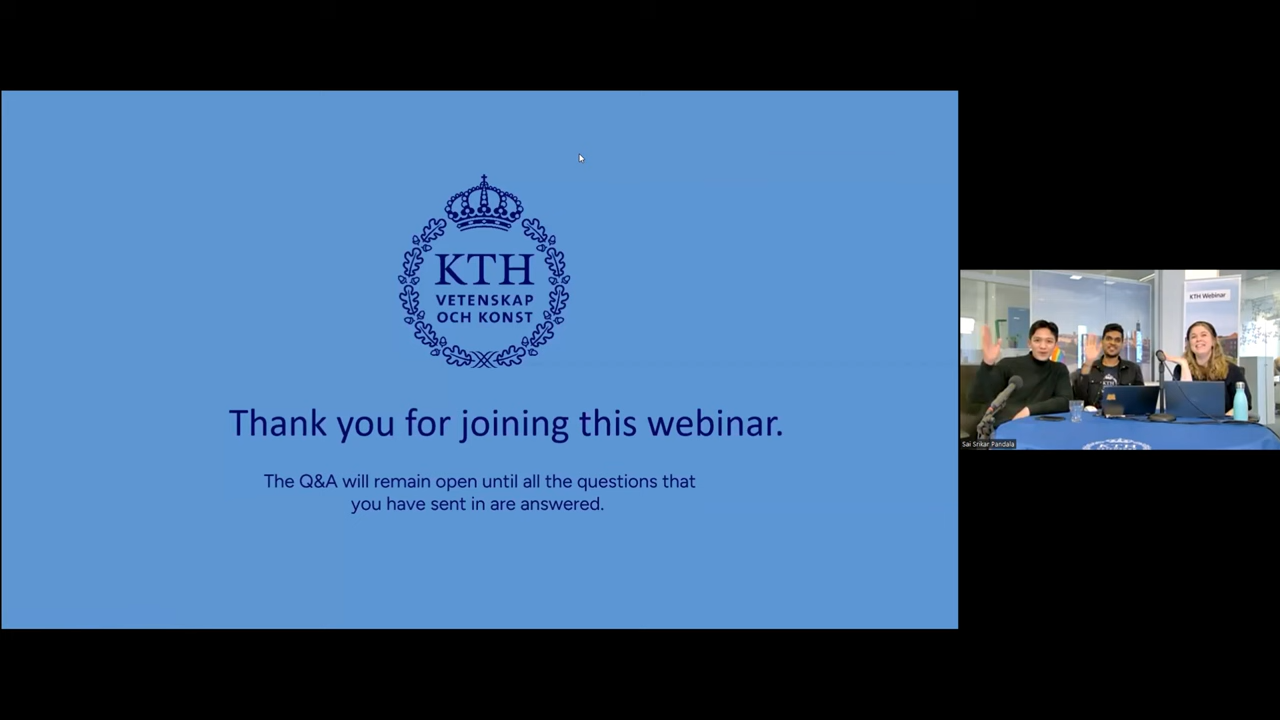 KTH
VETENSKAP
OCH KONST
Thank you for joining this webinar.
The Q&A will remain open until all the questions that
you have sent in are answered.
KTH Webinar
KTH
Sai Srikar Pandala